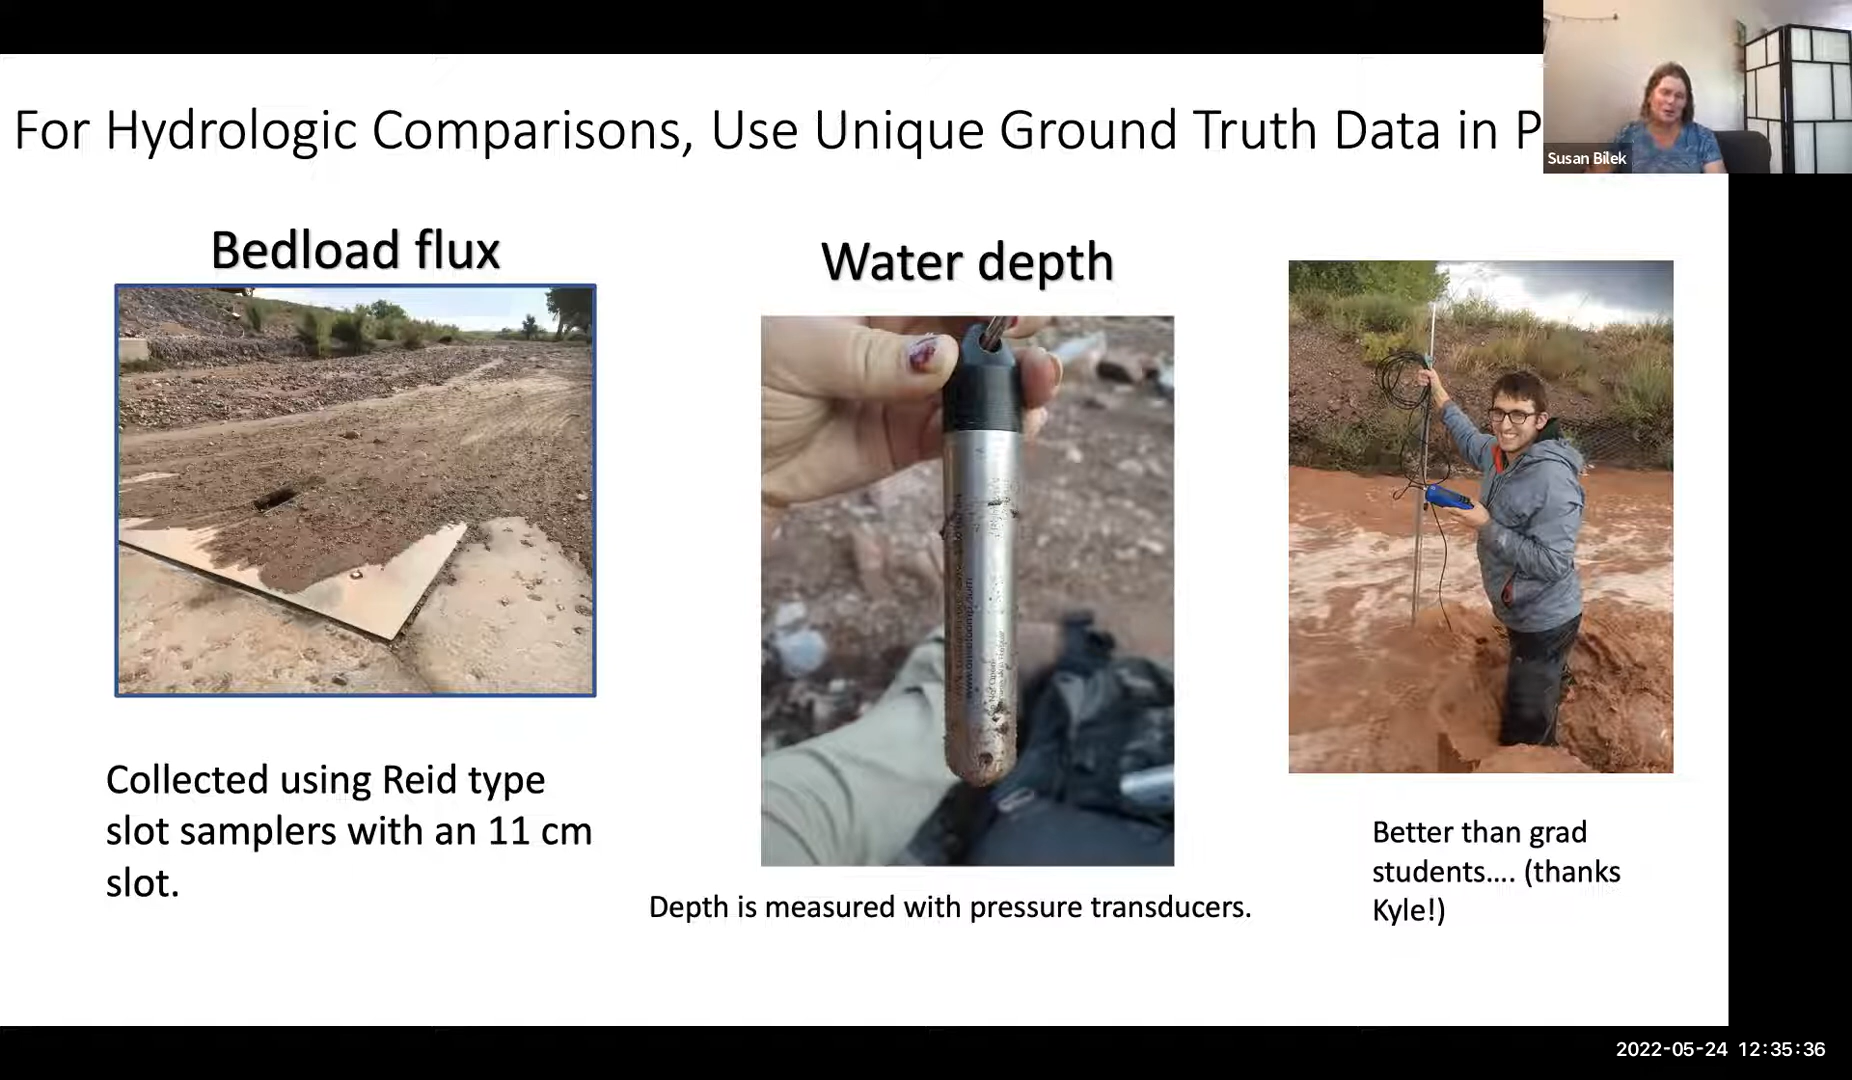 For Hydrologic Comparisons, Use Unique Ground Truth Data in P
Susan Bilek
Bedload flux
Water depth
Collected using Reid type
slot samplers with an 11 cm
slot.
Depth is measured with pressure transducers.
Better than grad
students.... (thanks
Kyle!)
2022-05-24 12:35:36